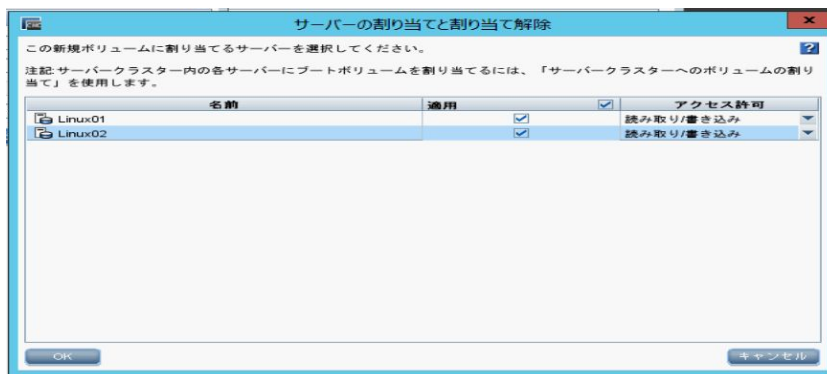 サーバーの割り当てと割り当て解除
この新規ボリュームに割り当てるサーバーを選択してください。
注記:サーバークラスター内の各サーバーにブートボリュームを割り当てるには、「サーバークラスターへのボリュームの割り
当て」を使用します。
名前 適用 アクセス許可
Linux01 読み取り/書き込み
Linux02 読み取り/書き込み
OK キャンセル